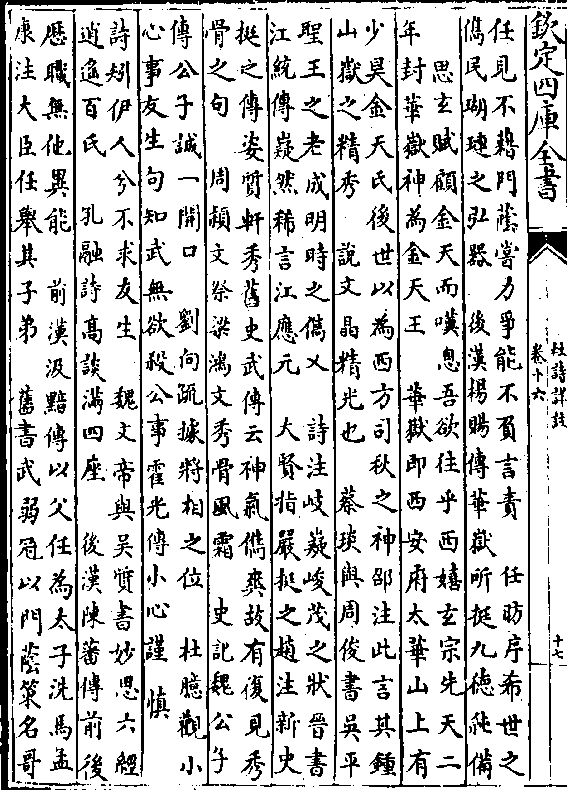 欽定四庫全書
杜詩詳註
卷十六
十七
任見不藉門蔭嘗力爭能不負言責　任昉序希世之
儁民瑚璉之弘器　後漢楊賜傳華嶽所挺九德純備
思玄賦顧金天而嘆息吾欲往乎西嬉玄宗先天二
年封華嶽神為金天王　華嶽即西安府太華山上有
少昊金天氏後世以為西方司秋之神邵注此言其鍾
山嶽之精秀　說文晶精光也　蔡琰與周俊書吳平
聖王之老成明時之儁乂　詩注岐嶷峻茂之狀晉書
江統傳嶷然稀言江應元　大賢指嚴挺之趙注新史
挺之傳姿質軒秀舊史武傳云神氣儁爽故有復見秀
骨之句　周顗文祭梁鴻文秀骨風霜　史記魏公子
傳公子誠一開口　劉向疏據將相之位　杜臆觀小
心事友生句知武無欲殺公事霍光傳小心謹慎
詩矧伊人兮不求友生　魏文帝與吳質書妙思六經
逍遙百氏　孔融詩高談滿四座　後漢陳蕃傳前後
歷職無他異能　前漢汲黯傳以父任為太子洗馬孟
康注大臣任舉其子弟　舊書武弱冠以門蔭策名哥